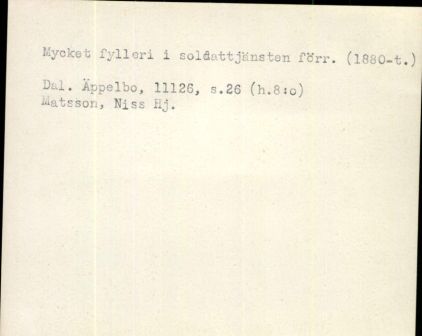 Mycket fylleri i soldattjänsten förr. (1880-t.)
Dal. Äppelbo, 11126, s.26 (h.8:o)
Matsson, Niss Hj.